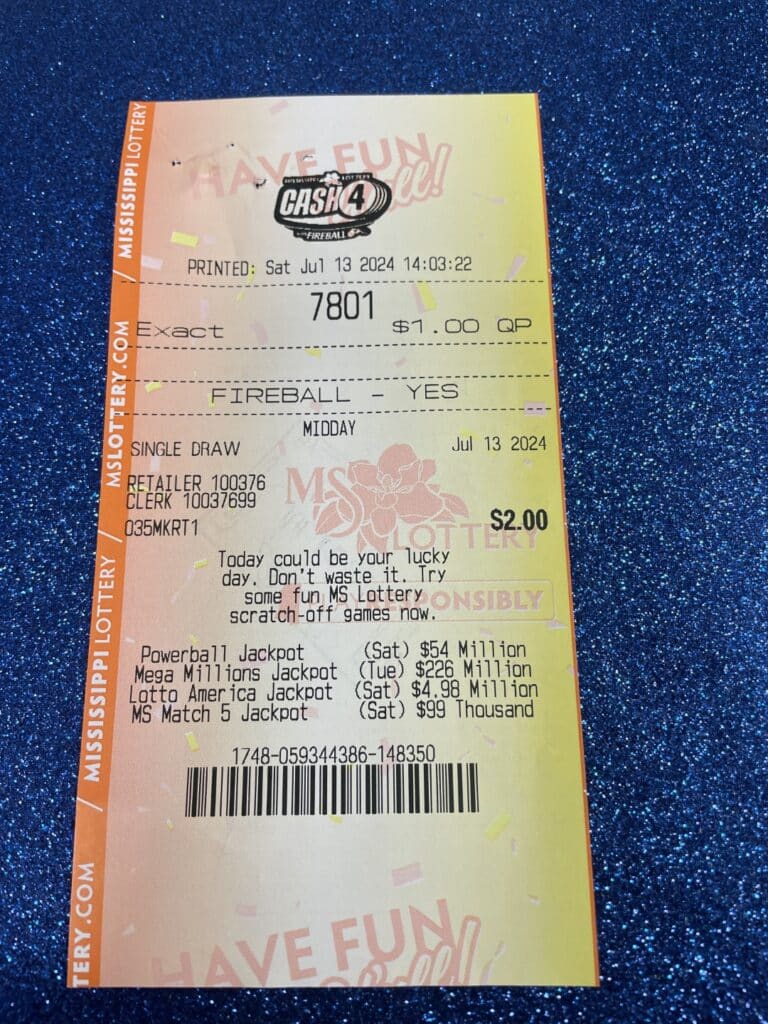 HAVE FUN
MISSISSIPPI LOTTERY
CASH 4
FIREBALL
PRINTED: Sat Jul 13 2024 14:03:22
7801
Exact $1.00 QP
FIREBALL - YES
MIDDAY
SINGLE DRAW Jul 13 2024
RETAILER 100376
CLERK 10037699
035MKRT1 $2.00
MS LOTTERY
Today could be your lucky
day. Don't waste it. Try
some fun MS Lottery
scratch-off games now.
RESPONSIBLY
Powerball Jackpot (Sat) $54 Million
Mega Millions Jackpot (Tue) $226 Million
Lotto America Jackpot (Sat) $4.98 Million
MS Match 5 Jackpot (Sat) $99 Thousand
1748-059344386-148350
HAVE FUN
MISSISSIPPI LOTTERY
/ MSLOTTERY.COM
/ MISSISSIPPI LOTTERY
/ TERY.COM